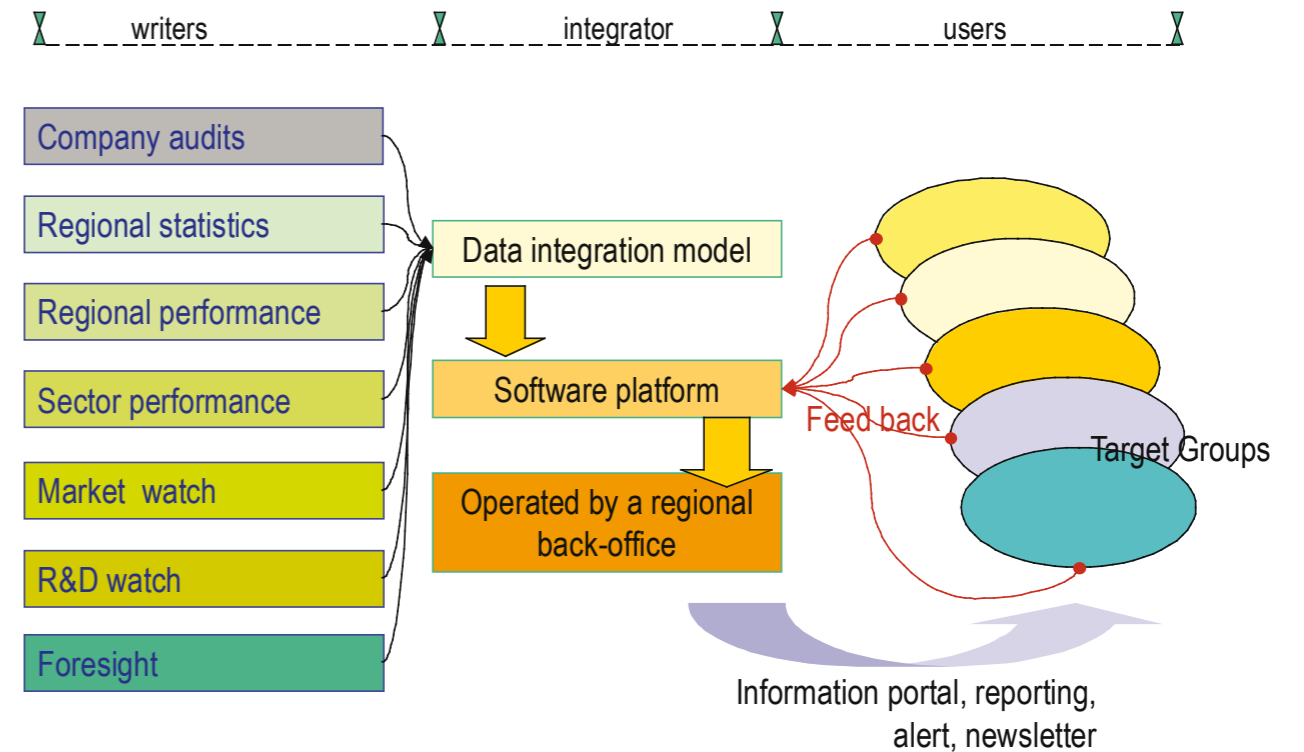 writers
integrator
users
Company audits
Regional statistics
Regional performance
Sector performance
Market watch
R&D watch
Foresight
Data integration model
Software platform
Operated by a regional
back-office
Feed back
Target Groups
Information portal, reporting,
alert, newsletter